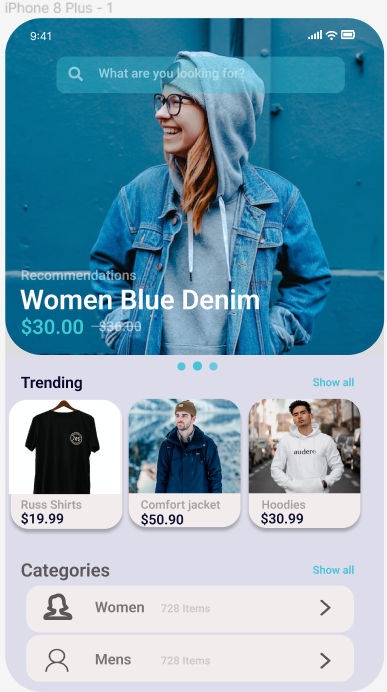 iPhone 8 Plus - 1
9:41
What are you looking for?
Recommendations
Women Blue Denim
$30.00 $36.00
Trending Show all
Russ Shirts
$19.99
Comfort jacket
$50.90
andere
Hoodies
$30.99
Categories Show all
Women 728 Items
Mens 728 Items